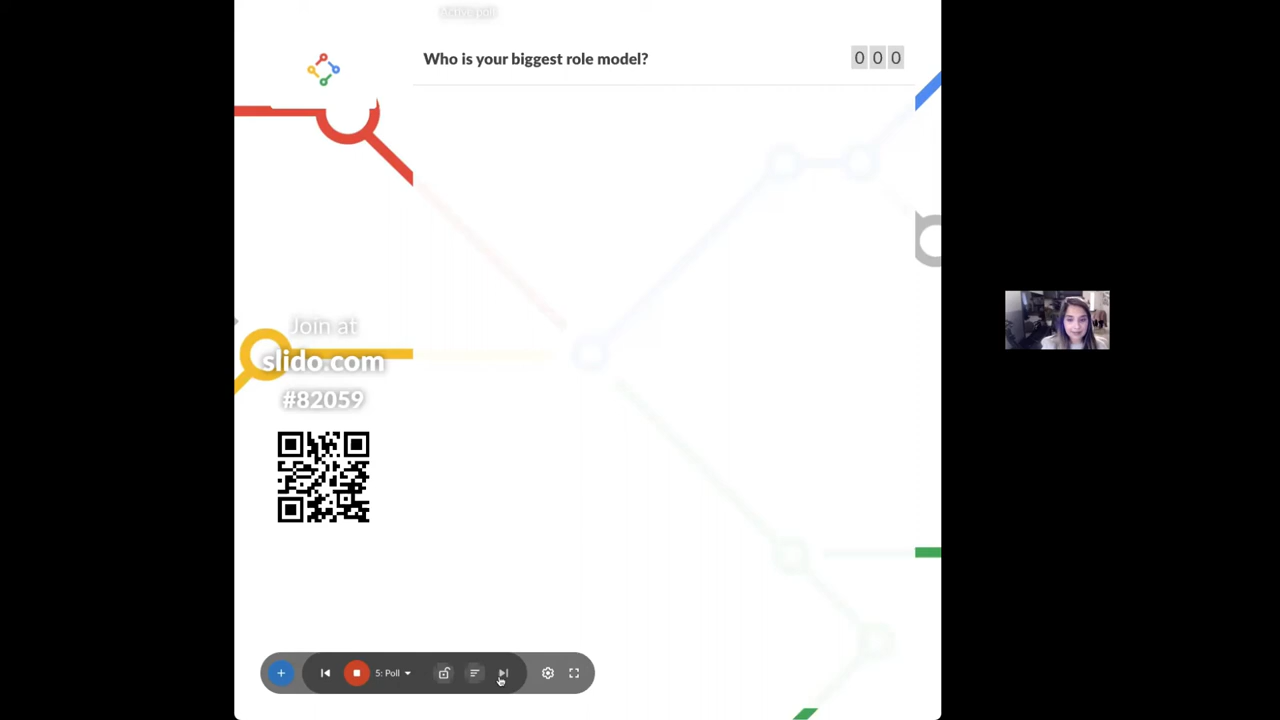 Active poll
Who is your biggest role model?
0 0 0
Join at
slido.com
#82059
5: Poll